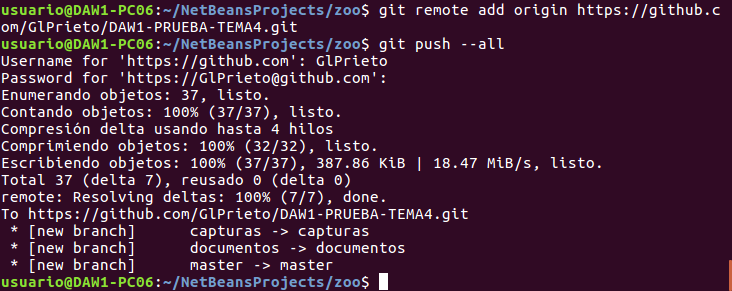 usuario@DAW1-PC06:~/NetBeansProjects/zoo$ git remote add origin https://github.c
om/GlPrieto/DAW1-PRUEBA-TEMA4.git
usuario@DAW1-PC06:~/NetBeansProjects/zoo$ git push --all
Username for 'https://github.com': GlPrieto
Password for 'https://GlPrieto@github.com':
Enumerando objetos: 37, listo.
Contando objetos: 100% (37/37), listo.
Compresión delta usando hasta 4 hilos
Comprimiendo objetos: 100% (32/32), listo.
Escribiendo objetos: 100% (37/37), 387.86 KiB | 18.47 MiB/s, listo.
Total 37 (delta 7), reusado 0 (delta 0)
remote: Resolving deltas: 100% (7/7), done.
To https://github.com/GlPrieto/DAW1-PRUEBA-TEMA4.git
 * [new branch]      capturas -> capturas
 * [new branch]      documentos -> documentos
 * [new branch]      master -> master
usuario@DAW1-PC06:~/NetBeansProjects/zoo$